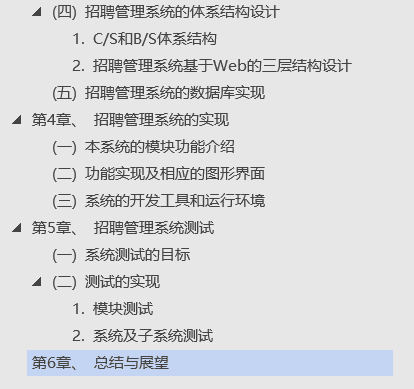 (四) 招聘管理系统的体系结构设计
1. C/S和B/S体系结构
2. 招聘管理系统基于Web的三层结构设计
(五) 招聘管理系统的数据库实现
第4章、 招聘管理系统的实现
(一) 本系统的模块功能介绍
(二) 功能实现及相应的图形界面
(三) 系统的开发工具和运行环境
第5章、 招聘管理系统测试
(一) 系统测试的目标
(二) 测试的实现
1. 模块测试
2. 系统及子系统测试
第6章、 总结与展望